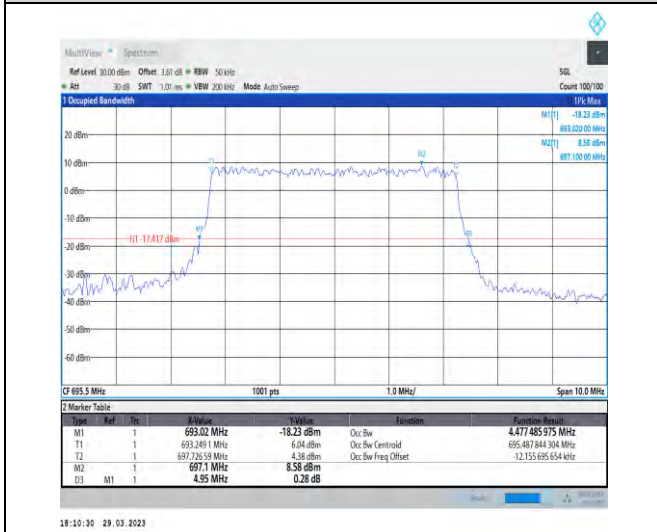 MultiView Spectrum
Ref Level 30.00 dBm Offset 3.61 dB RBW 50 kHz SGL
Att 30 dB SWT 1.01 ms VBW 200 kHz Mode Auto Sweep Count 100/100
1 Occupied Bandwidth 1Pk Max
M1[1] -18.23 dBm
693.020 00 MHz
M2[1] 8.58 dBm
697.100 00 MHz
20 dBm
10 dBm
0 dBm
-10 dBm
-20 dBm
-30 dBm
-40 dBm
-50 dBm
-60 dBm
T1
M2
T2
M1
D3
H1 -17.417 dBm
CF 695.5 MHz 1001 pts 1.0 MHz/ Span 10.0 MHz
2 Marker Table
Type Ref Trc X-Value Y-Value Function Function Result
M1 1 693.02 MHz -18.23 dBm Occ Bw 4.477 485 975 MHz
T1 1 693.249 1 MHz 6.04 dBm Occ Bw Centroid 695.487 844 304 MHz
T2 1 697.726 59 MHz 4.38 dBm Occ Bw Freq Offset -12.155 695 654 kHz
M2 1 697.1 MHz 8.58 dBm
D3 M1 1 4.95 MHz 0.28 dB
18:10:30 29.03.2023